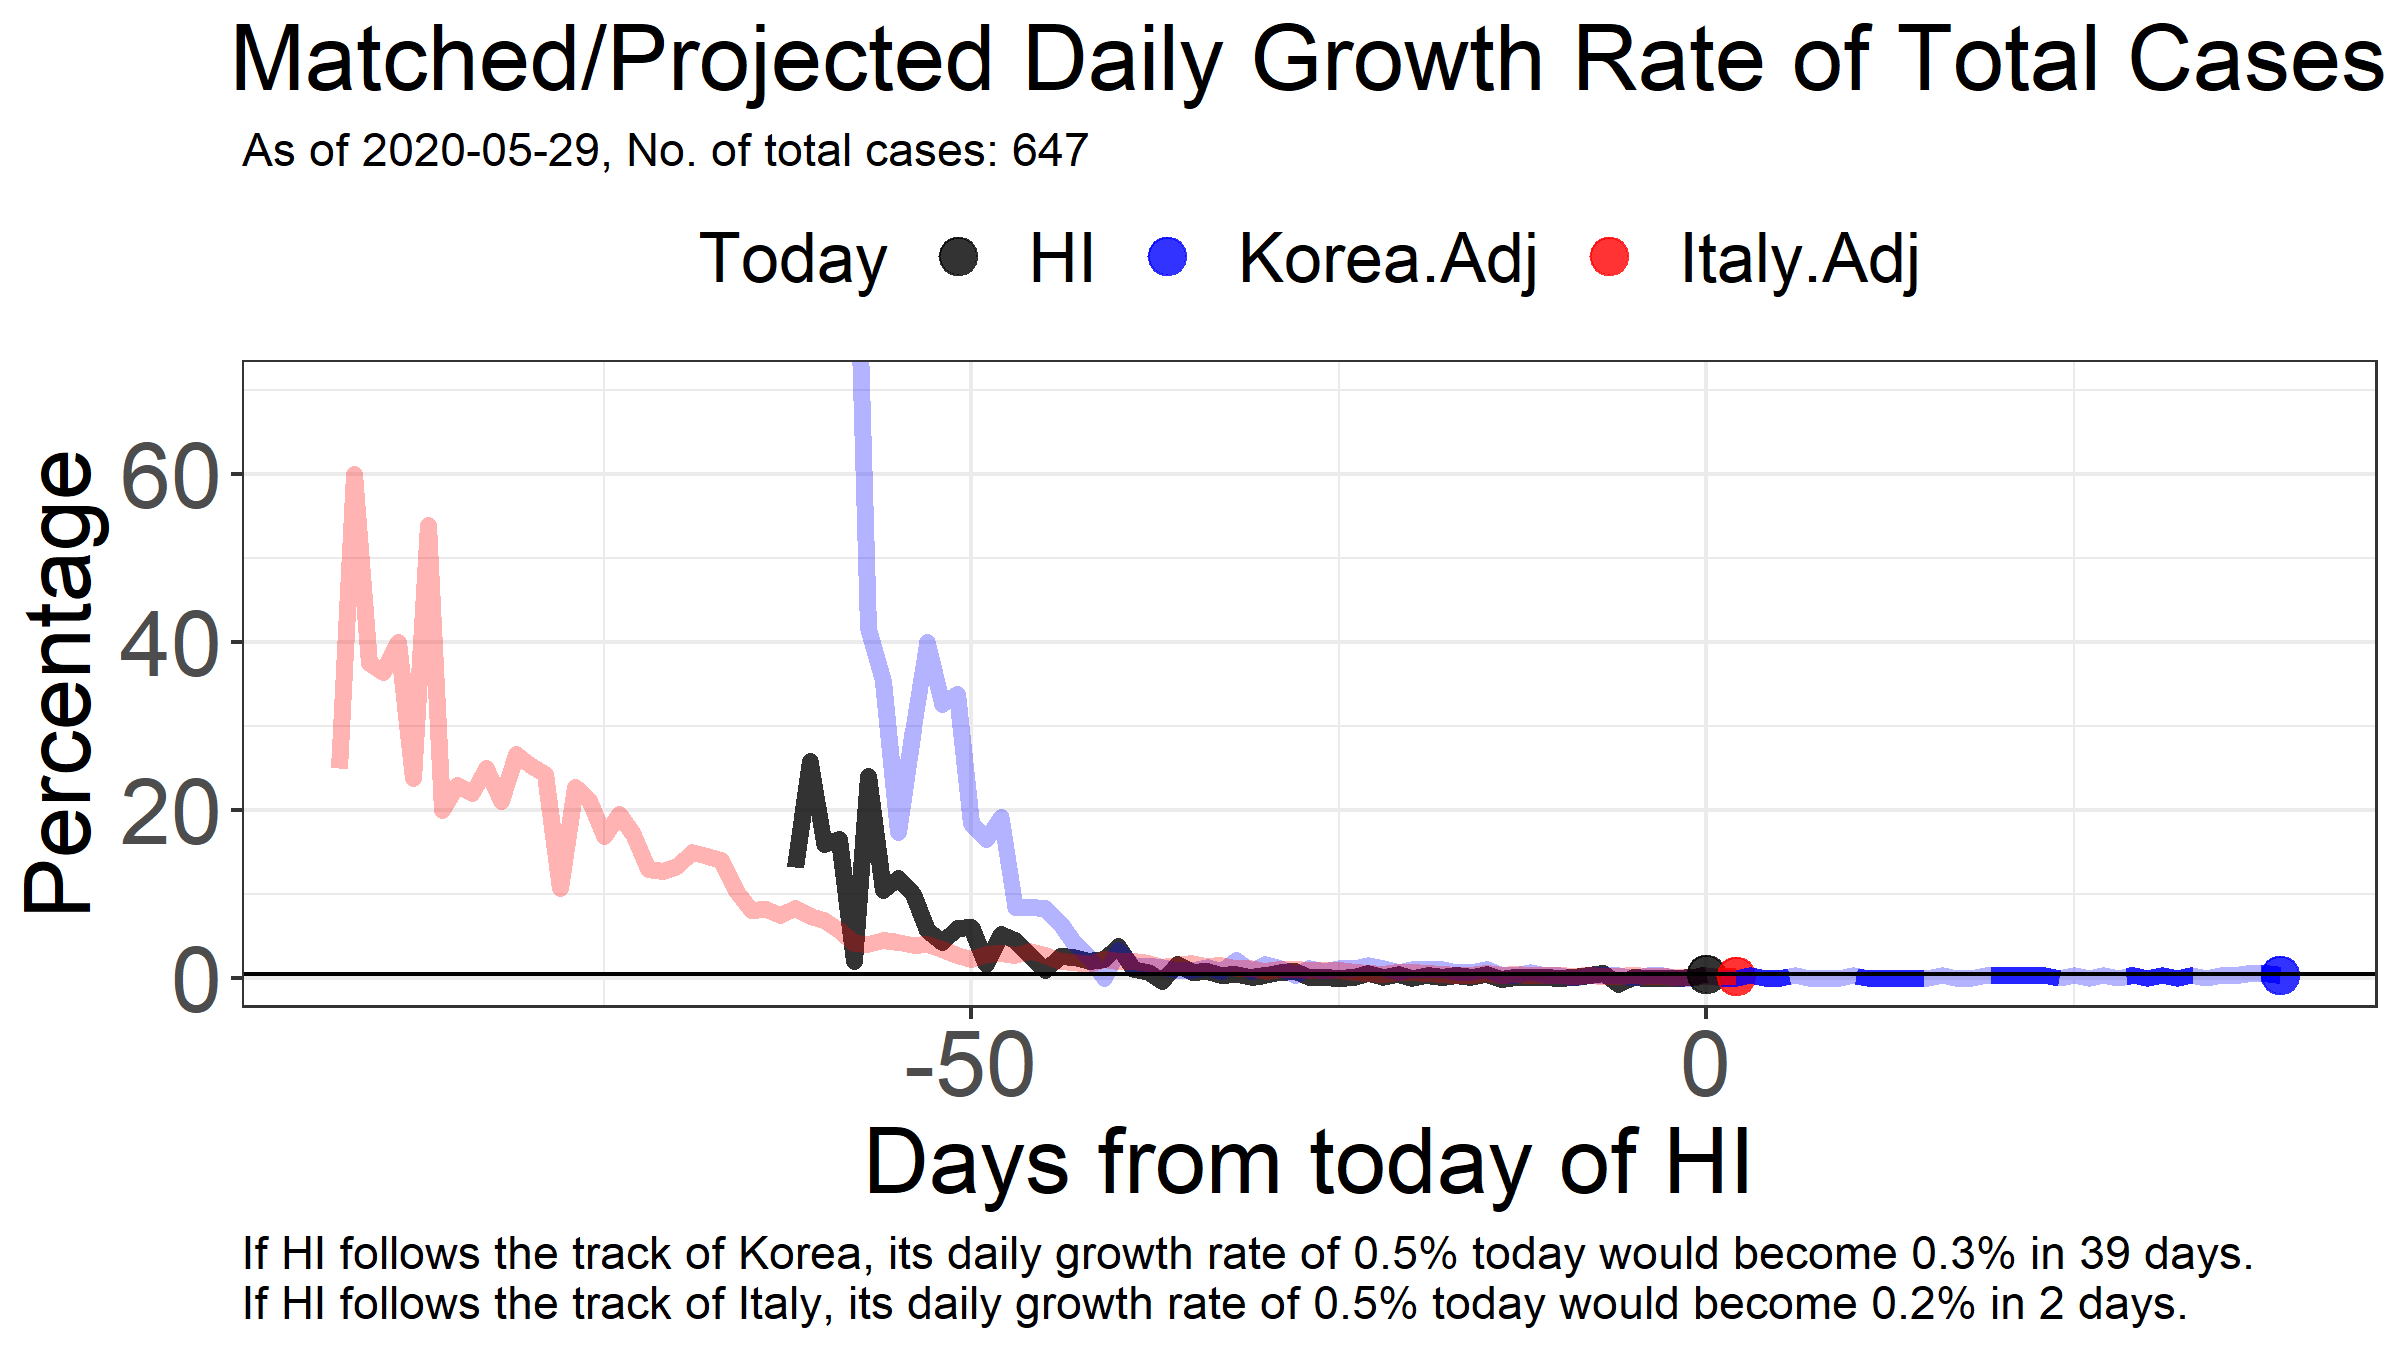 Matched/Projected Daily Growth Rate of Total Cases
As of 2020-05-29, No. of total cases: 647
Today HI Korea.Adj Italy.Adj
Percentage
60
40
20
0
-50 0
Days from today of HI
If HI follows the track of Korea, its daily growth rate of 0.5% today would become 0.3% in 39 days.
If HI follows the track of Italy, its daily growth rate of 0.5% today would become 0.2% in 2 days.